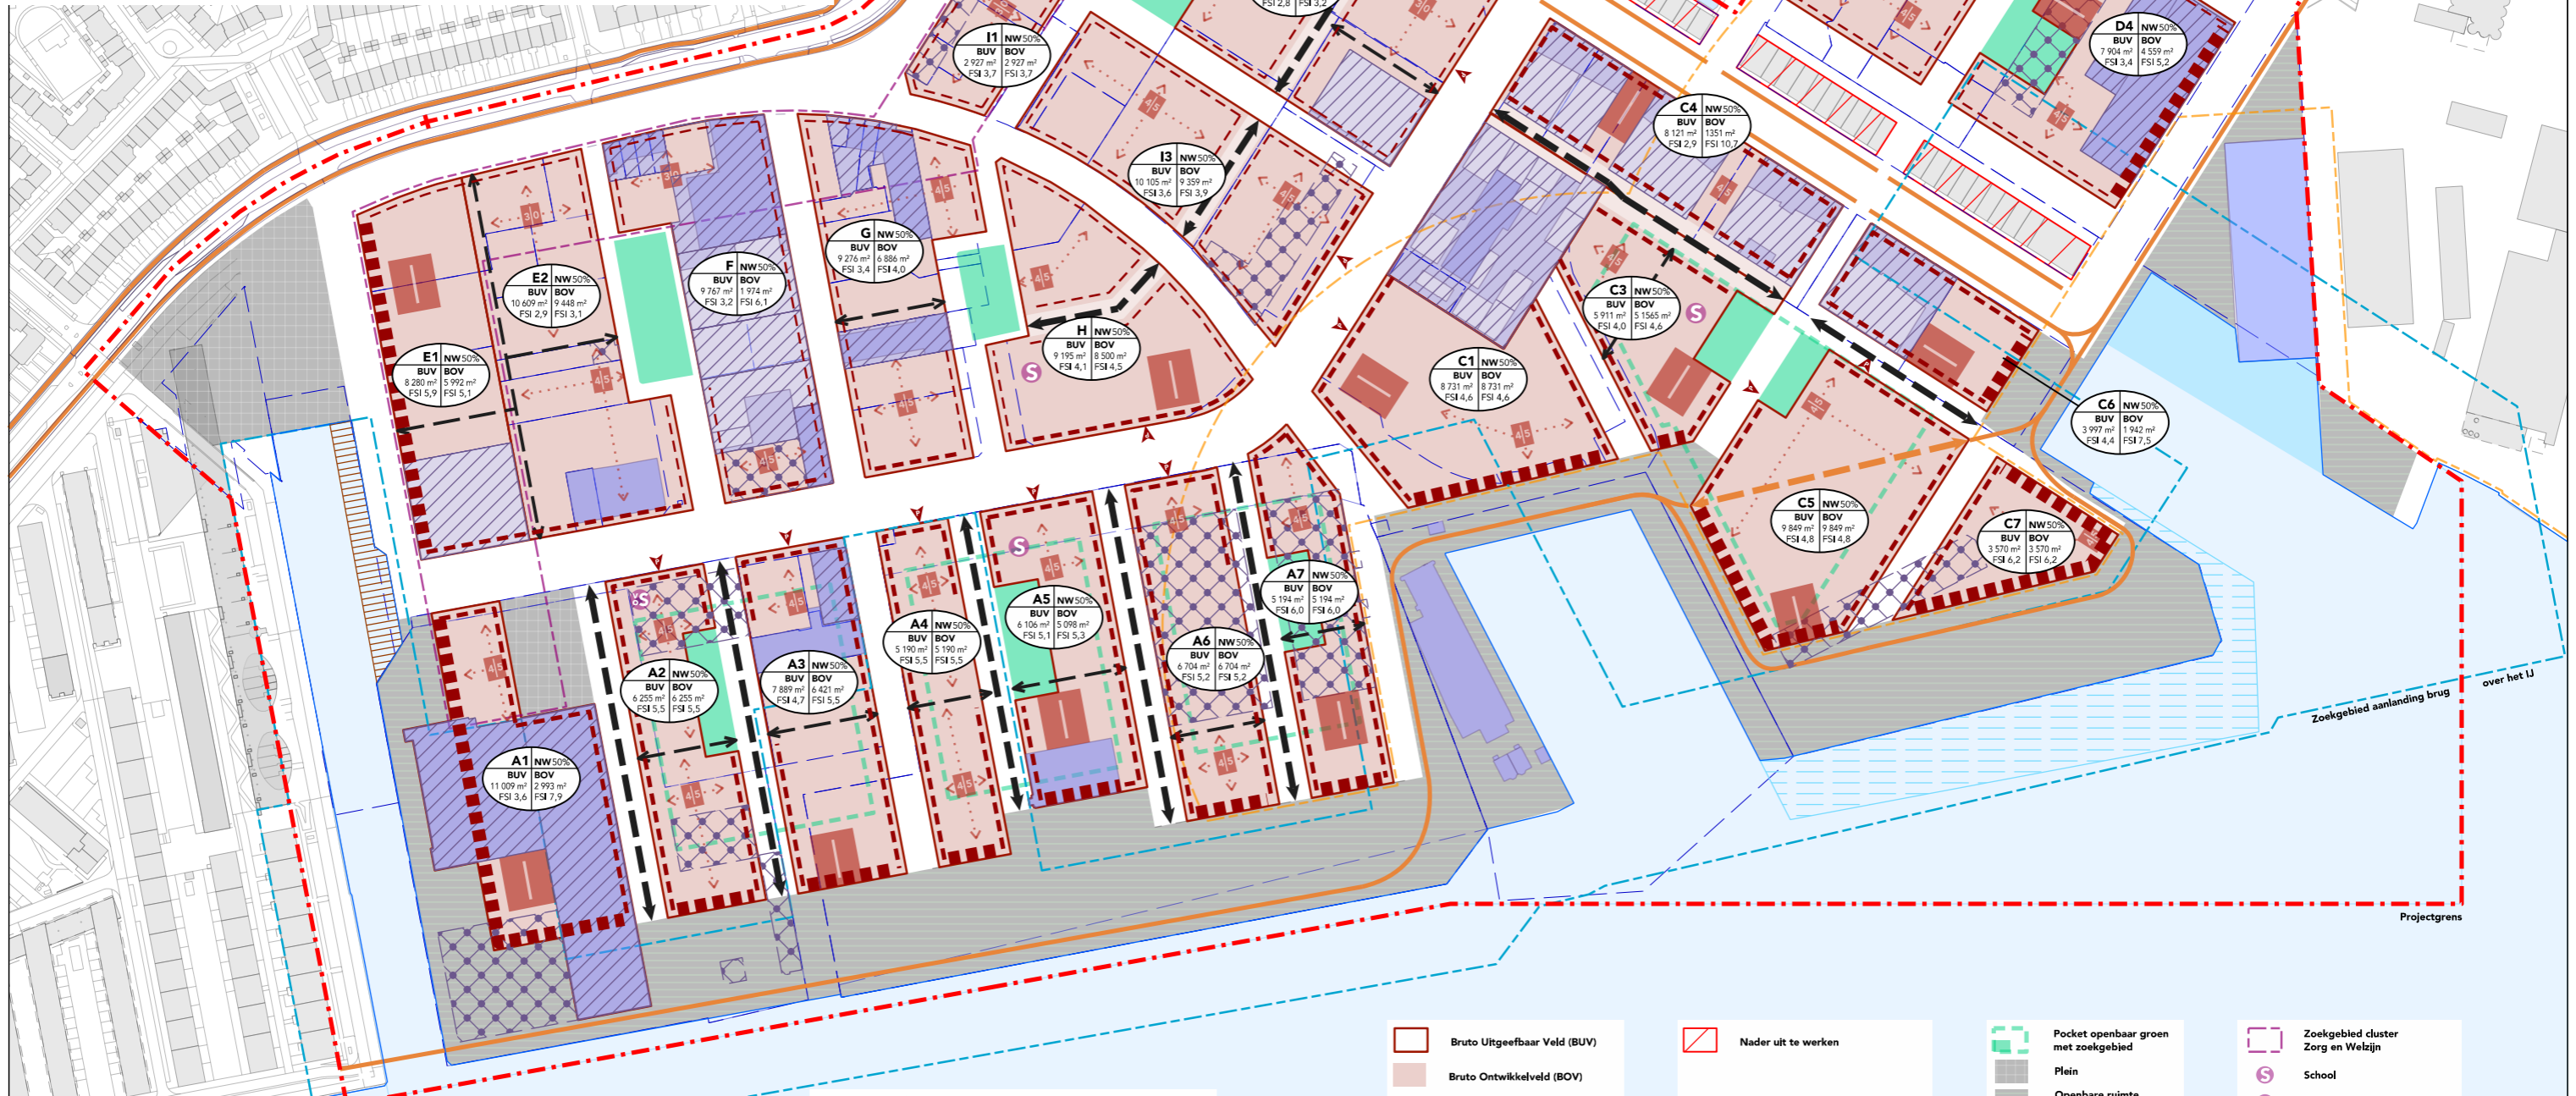 FSI 2,8 FSI 3,2
I1 NW50%
BUV BOV
2 927 m² 2 927 m²
FSI 3,7 FSI 3,7
D4 NW50%
BUV BOV
7 904 m² 4 559 m²
FSI 3,4 FSI 5,2
C4 NW50%
BUV BOV
8 121 m² 1351 m²
FSI 2,9 FSI 10,7
I3 NW50%
BUV BOV
10 105 m² 9 359 m²
FSI 3,6 FSI 3,9
G NW50%
BUV BOV
9 276 m² 6 886 m²
FSI 3,4 FSI 4,0
F NW50%
BUV BOV
9 767 m² 1 974 m²
FSI 3,2 FSI 6,1
E2 NW50%
BUV BOV
10 609 m² 9 448 m²
FSI 2,9 FSI 3,1
C3 NW50%
BUV BOV
5 911 m² 5 1565 m²
FSI 4,0 FSI 4,6
S
H NW50%
BUV BOV
9 195 m² 8 500 m²
FSI 4,1 FSI 4,5
S
E1 NW50%
BUV BOV
8 280 m² 5 992 m²
FSI 5,9 FSI 5,1
C1 NW50%
BUV BOV
8 731 m² 8 731 m²
FSI 4,6 FSI 4,6
C6 NW50%
BUV BOV
3 997 m² 1 942 m²
FSI 4,4 FSI 7,5
C5 NW50%
BUV BOV
9 849 m² 9 849 m²
FSI 4,8 FSI 4,8
C7 NW50%
BUV BOV
3 570 m² 3 570 m²
FSI 6,2 FSI 6,2
S
A7 NW50%
BUV BOV
5 194 m² 5 194 m²
FSI 6,0 FSI 6,0
A5 NW50%
BUV BOV
6 106 m² 5 098 m²
FSI 5,1 FSI 5,3
S
A4 NW50%
BUV BOV
5 190 m² 5 190 m²
FSI 5,5 FSI 5,5
A6 NW50%
BUV BOV
6 704 m² 6 704 m²
FSI 5,2 FSI 5,2
A3 NW50%
BUV BOV
7 889 m² 6 421 m²
FSI 4,7 FSI 5,5
A2 NW50%
BUV BOV
6 255 m² 6 255 m²
FSI 5,5 FSI 5,5
A1 NW50%
BUV BOV
11 009 m² 2 993 m²
FSI 3,6 FSI 7,9
Zoekgebied aanlanding brug over het IJ
Projectgrens
Bruto Uitgeefbaar Veld (BUV)
Bruto Ontwikkelveld (BOV)
Nader uit te werken
Pocket openbaar groen
met zoekgebied
Plein
Openbare ruimte
Zoekgebied cluster
Zorg en Welzijn
S School